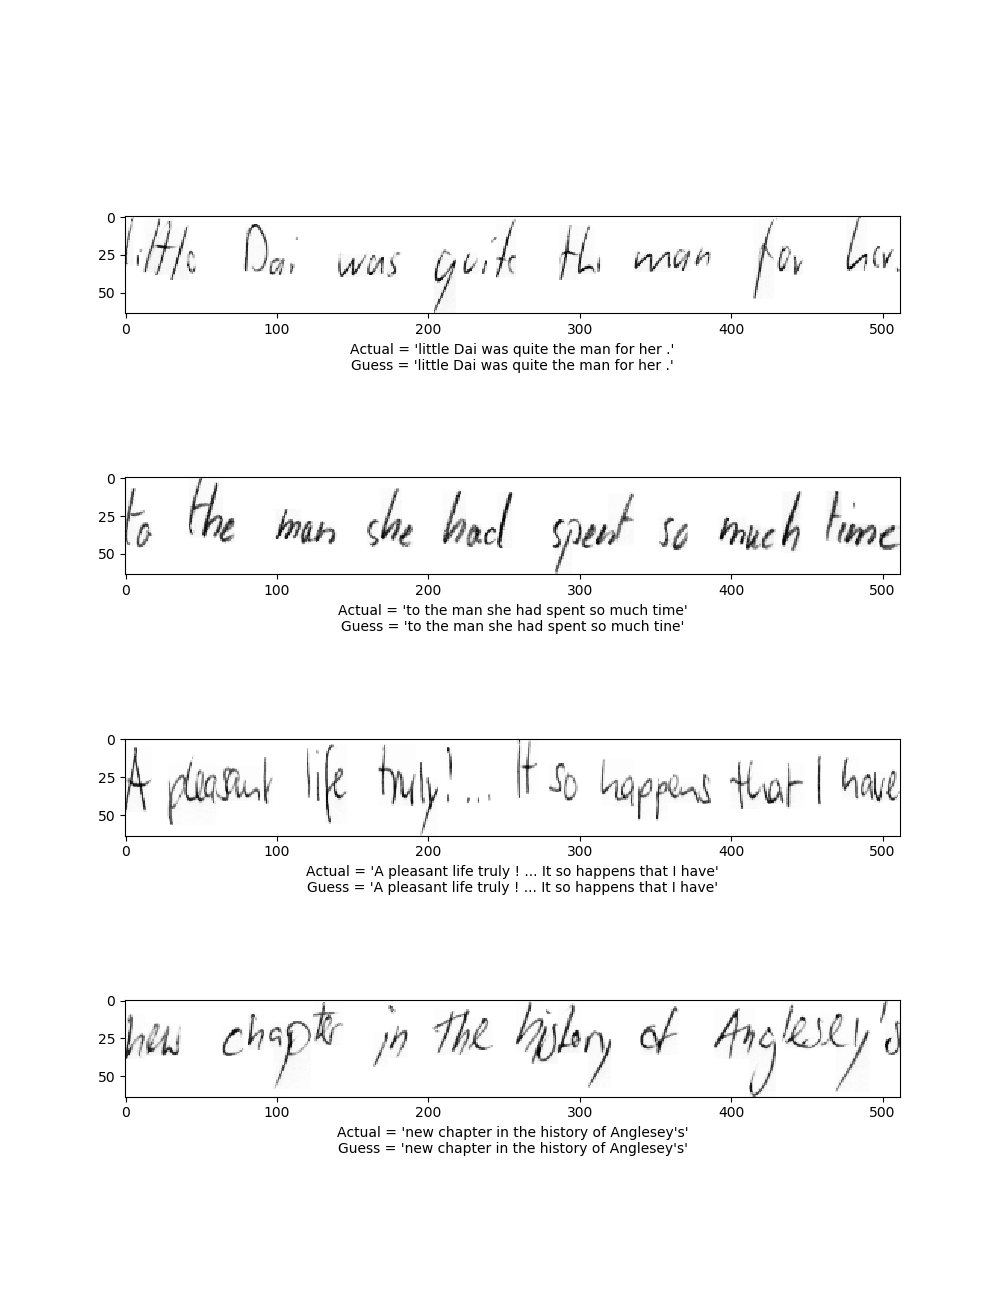 0
25
50
little Dai was quite the man for her.
0 100 200 300 400 500
Actual = 'little Dai was quite the man for her .'
Guess = 'little Dai was quite the man for her .'
0
25
50
to the man she had spent so much time
0 100 200 300 400 500
Actual = 'to the man she had spent so much time'
Guess = 'to the man she had spent so much tine'
0
25
50
A pleasant life truly!... It so happens that I have
0 100 200 300 400 500
Actual = 'A pleasant life truly ! ... It so happens that I have'
Guess = 'A pleasant life truly ! ... It so happens that I have'
0
25
50
new chapter in the history of Anglesey's
0 100 200 300 400 500
Actual = 'new chapter in the history of Anglesey's'
Guess = 'new chapter in the history of Anglesey's'